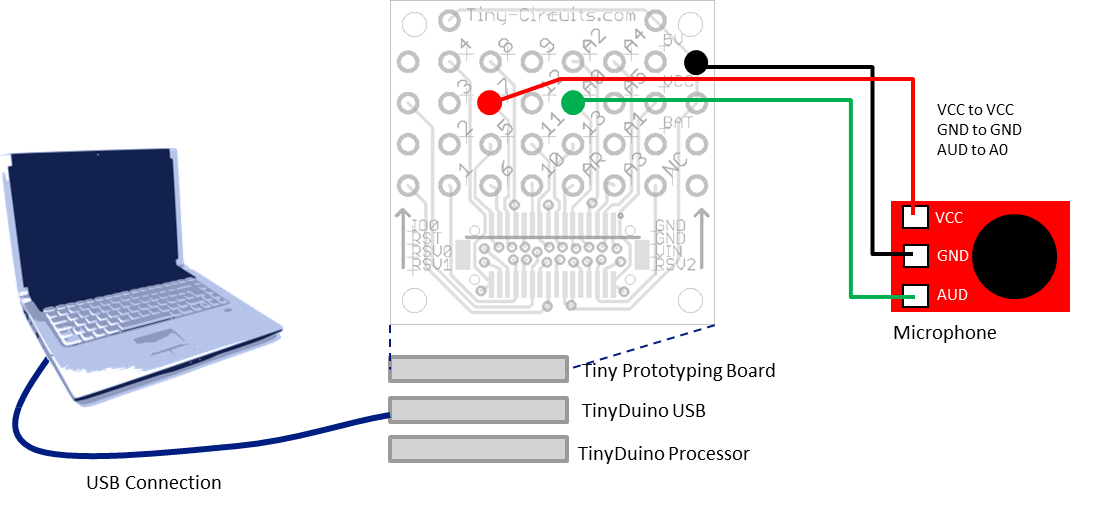 Tiny-Circuits.com
4
8
9
A2
A4
5V
3
7
12
A0
A5
VCC
2
5
11
13
A1
BAT
1
6
10
AR
A3
NC
IO0
RST
RSV0
RSV1
GND
GND
VIN
RSV2
VCC to VCC
GND to GND
AUD to A0
VCC
GND
AUD
Microphone
Tiny Prototyping Board
TinyDuino USB
TinyDuino Processor
USB Connection